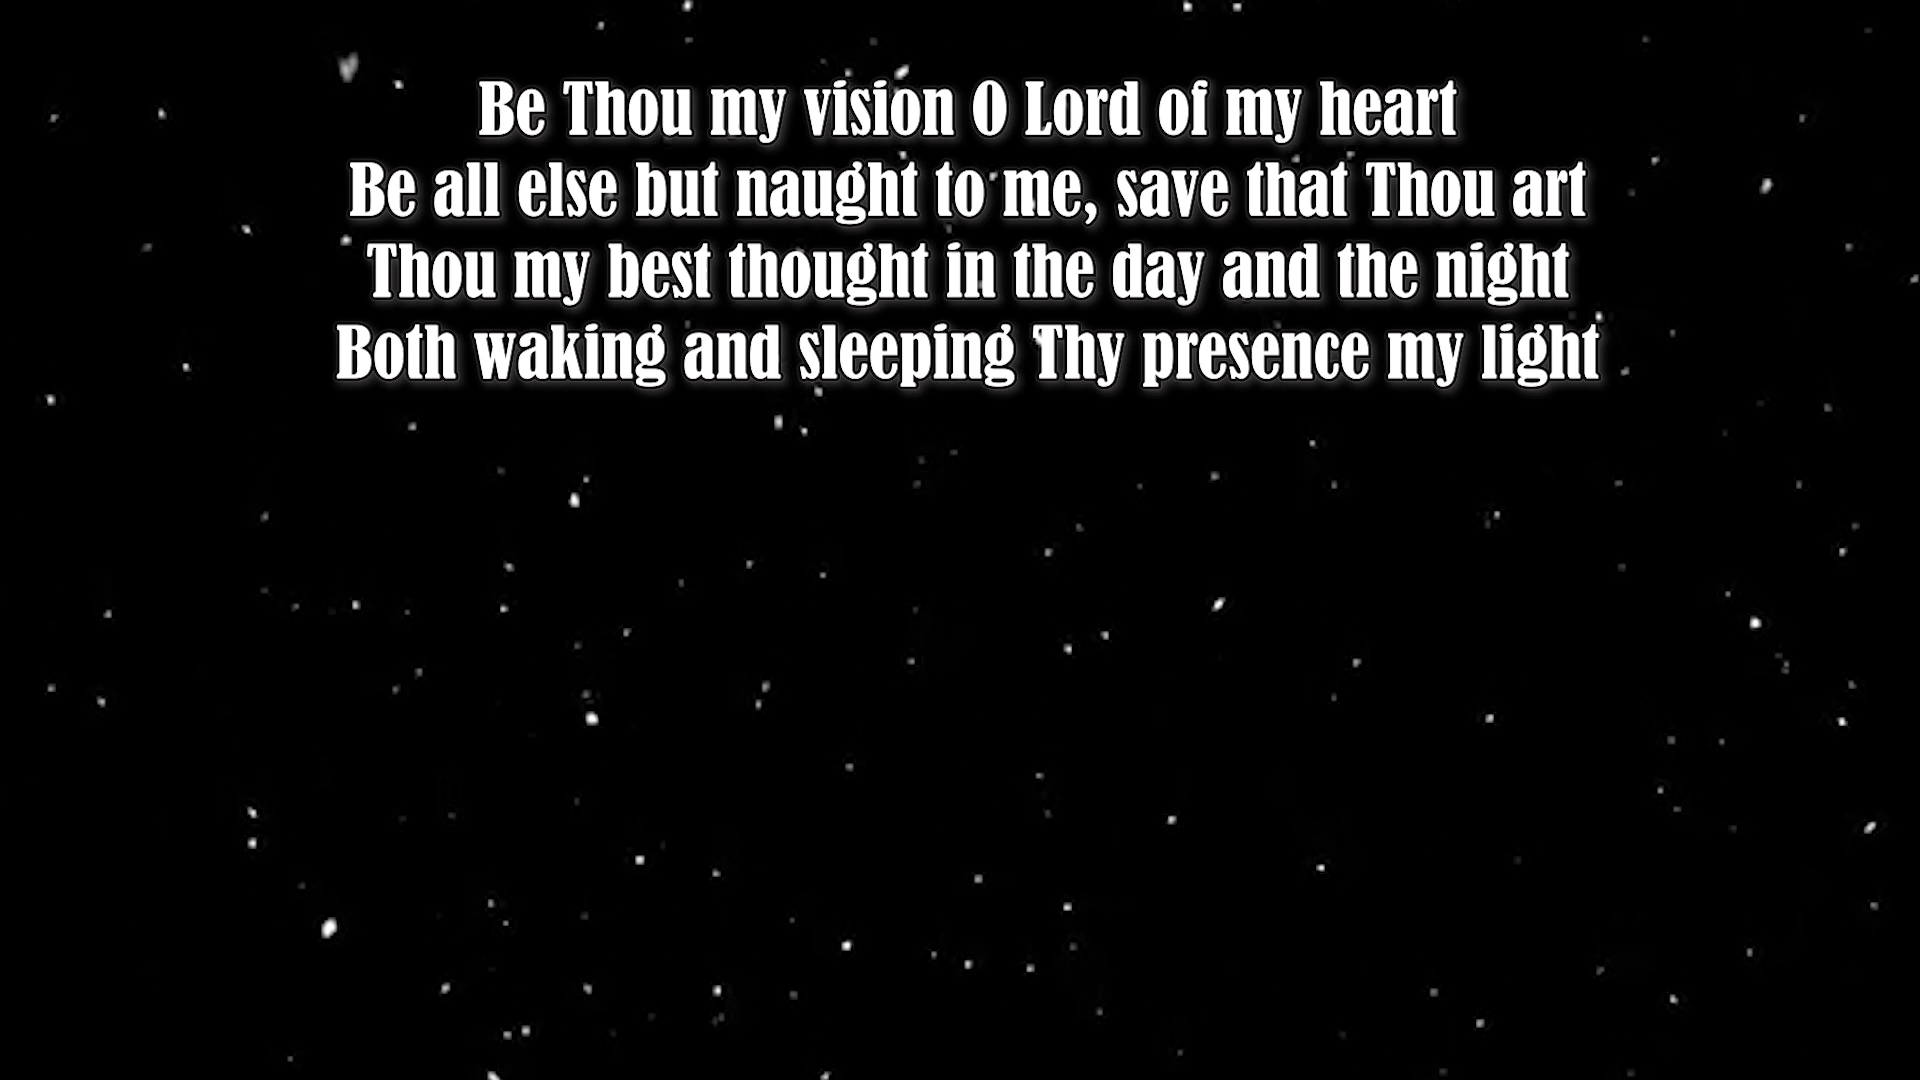 Be Thou my vision O Lord of my heart
Be all else but naught to me, save that Thou art
Thou my best thought in the day and the night
Both waking and sleeping Thy presence my light